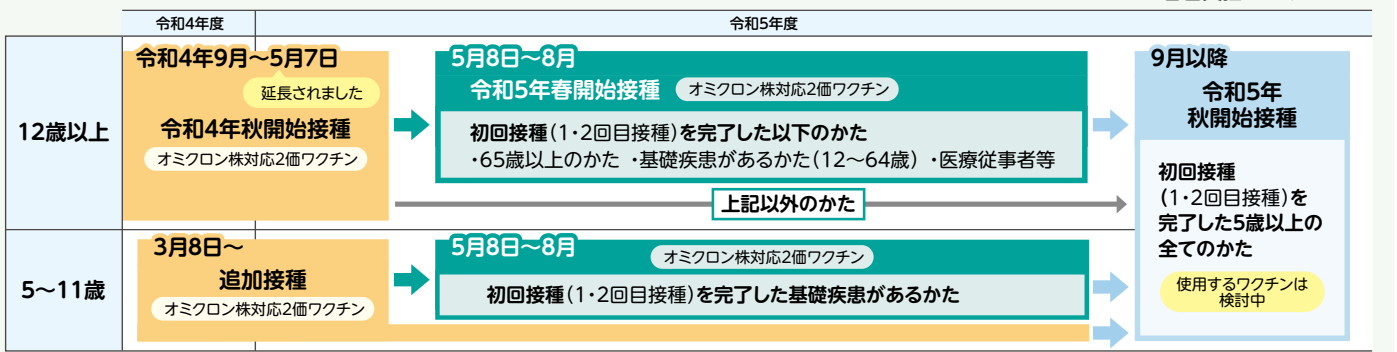 令和4年度
令和5年度
12歳以上
令和4年9月～5月7日
延長されました
令和4年秋開始接種
オミクロン株対応2価ワクチン
5月8日～8月
令和5年春開始接種 オミクロン株対応2価ワクチン
初回接種(1・2回目接種)を完了した以下のかた
・65歳以上のかた ・基礎疾患があるかた(12～64歳) ・医療従事者等
上記以外のかた
9月以降
令和5年
秋開始接種
初回接種
(1・2回目接種)を
完了した5歳以上の
全てのかた
使用するワクチンは
検討中
5～11歳
3月8日～
追加接種
オミクロン株対応2価ワクチン
5月8日～8月
オミクロン株対応2価ワクチン
初回接種(1・2回目接種)を完了した基礎疾患があるかた